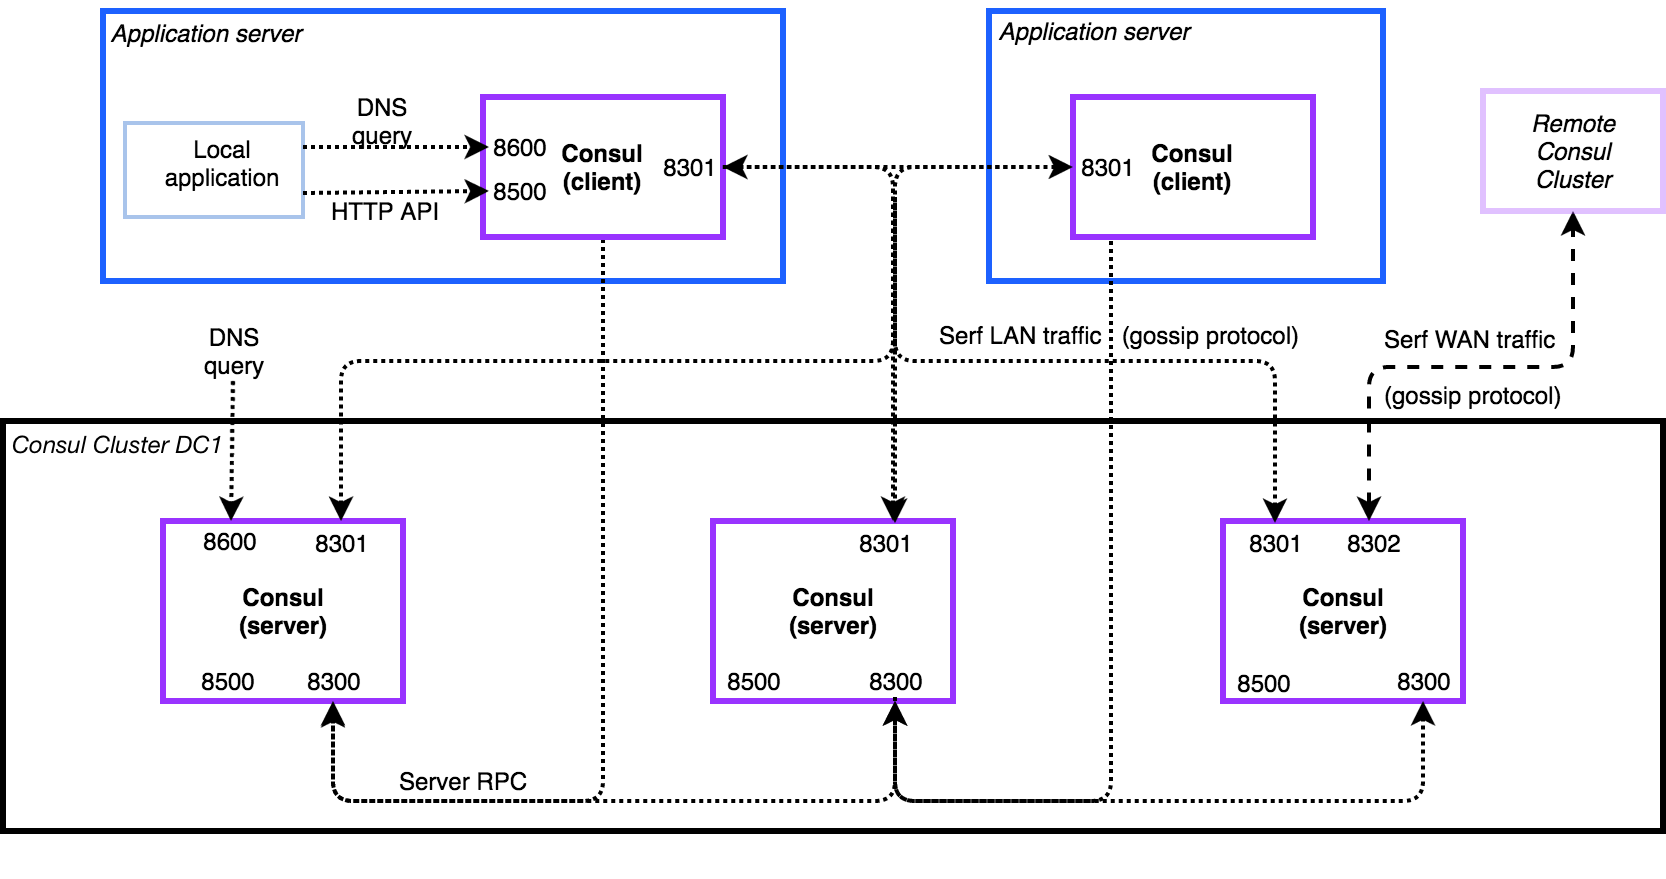 Application server
Application server
DNS
query
8600
Consul
(client)
8301
8301
Consul
(client)
Remote
Consul
Cluster
Local
application
8500
HTTP API
DNS
query
Serf LAN traffic (gossip protocol)
Serf WAN traffic
(gossip protocol)
Consul Cluster DC1
8600
8301
Consul
(server)
8500
8300
8301
Consul
(server)
8500
8300
8301
8302
Consul
(server)
8500
8300
Server RPC